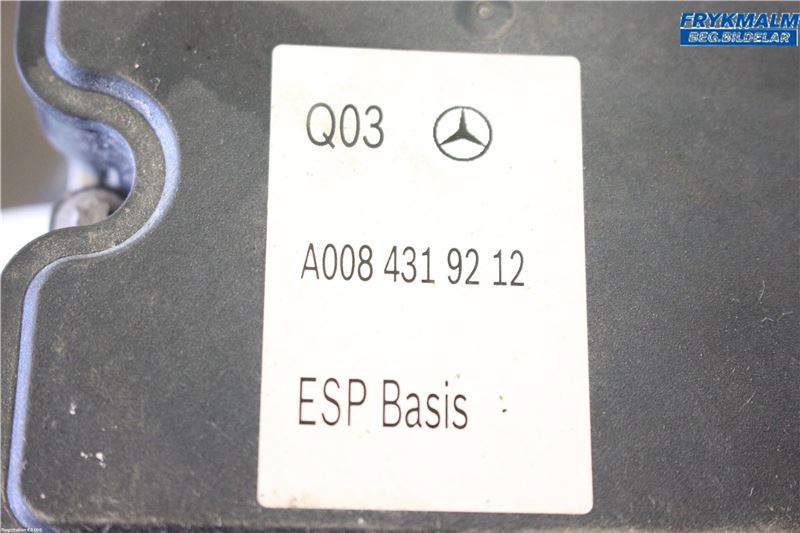 FRYKMALM
BEG.BILDELAR
Q03
A008 431 92 12
ESP Basis